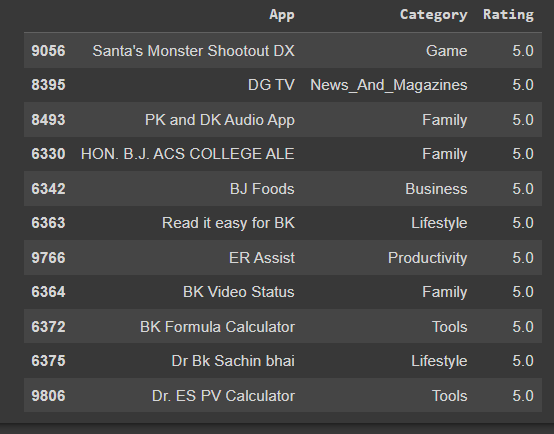 App Category Rating
9056 Santa's Monster Shootout DX Game 5.0
8395 DG TV News_And_Magazines 5.0
8493 PK and DK Audio App Family 5.0
6330 HON. B.J. ACS COLLEGE ALE Family 5.0
6342 BJ Foods Business 5.0
6363 Read it easy for BK Lifestyle 5.0
9766 ER Assist Productivity 5.0
6364 BK Video Status Family 5.0
6372 BK Formula Calculator Tools 5.0
6375 Dr Bk Sachin bhai Lifestyle 5.0
9806 Dr. ES PV Calculator Tools 5.0